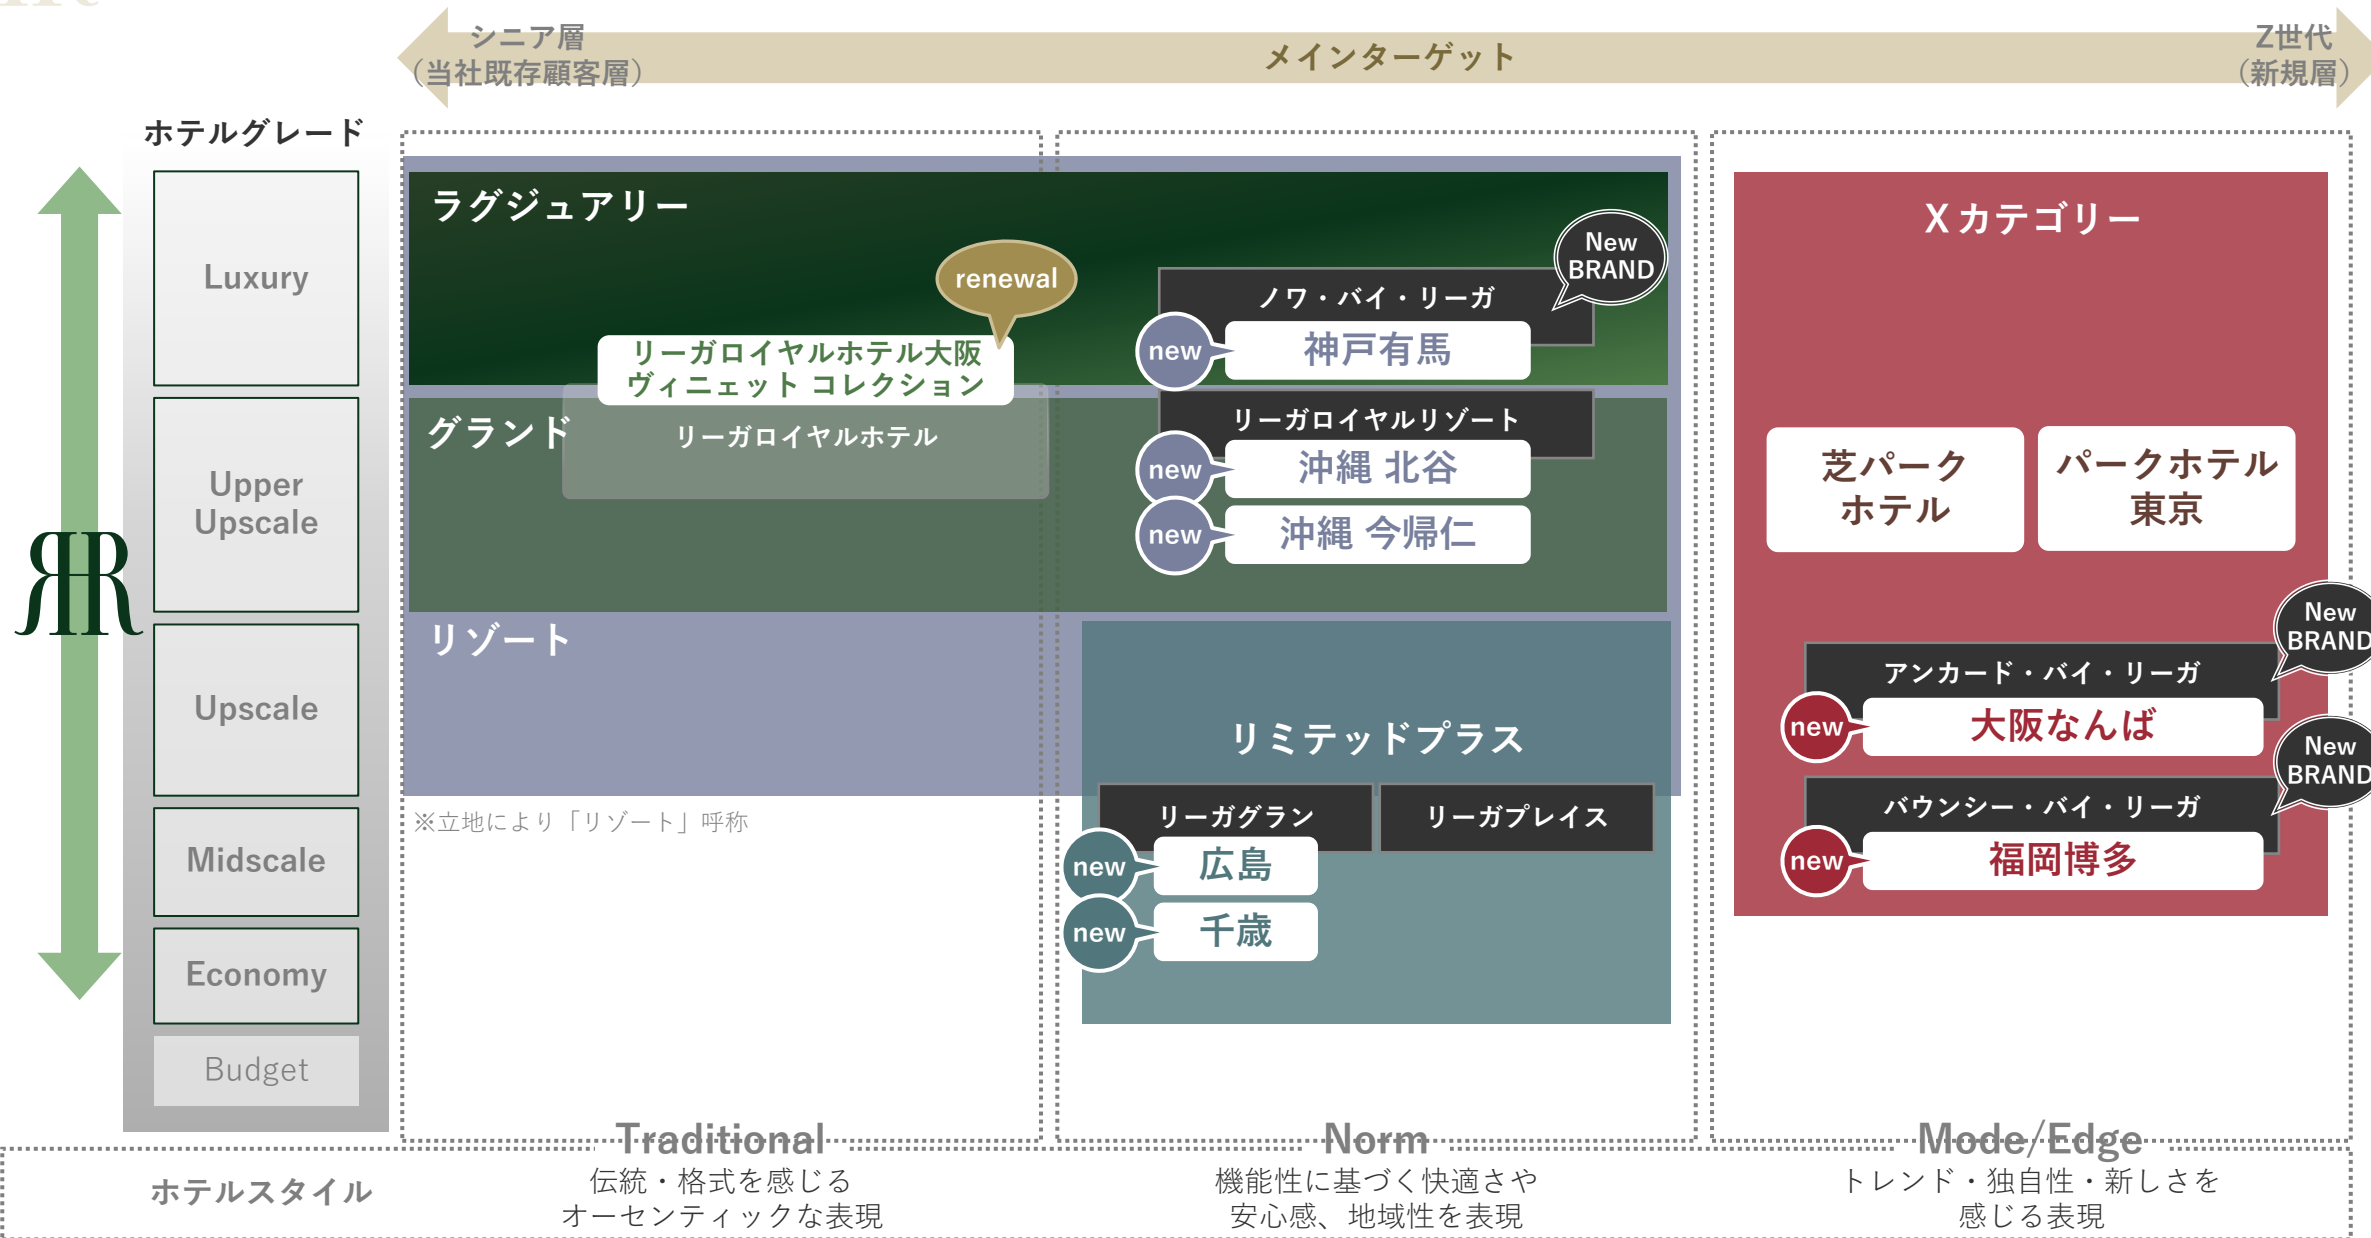 シニア層
（当社既存顧客層）
メインターゲット
Z世代
（新規層）
ホテルグレード
Luxury
Upper
Upscale
Upscale
Midscale
Economy
Budget
ラグジュアリー
renewal
リーガロイヤルホテル大阪
ヴィニェット コレクション
New
BRAND
ノワ・バイ・リーガ
new
神戸有馬
グランド
リーガロイヤルホテル
リーガロイヤルリゾート
new
沖縄 北谷
new
沖縄 今帰仁
リゾート
※立地により「リゾート」呼称
リミテッドプラス
リーガグラン
リーガプレイス
new
広島
new
千歳
Xカテゴリー
芝パーク
ホテル
パークホテル
東京
New
BRAND
アンカード・バイ・リーガ
new
大阪なんば
New
BRAND
バウンシー・バイ・リーガ
new
福岡博多
ホテルスタイル
Traditional
伝統・格式を感じる
オーセンティックな表現
Norm
機能性に基づく快適さや
安心感、地域性を表現
Mode/Edge
トレンド・独自性・新しさを
感じる表現